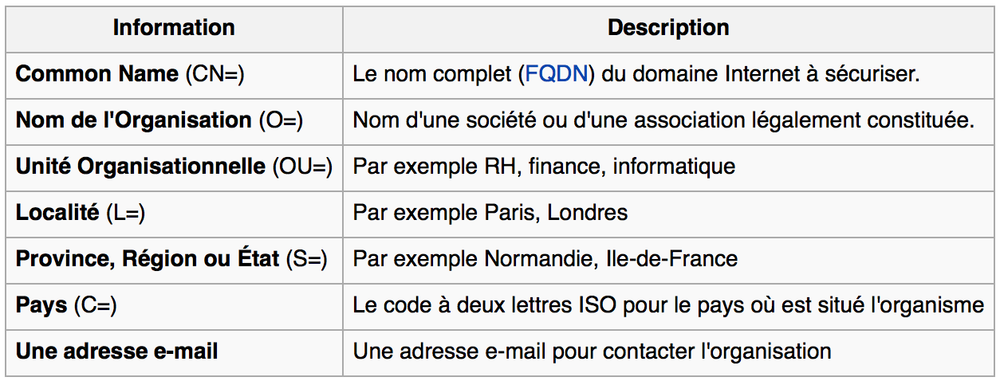 Information Description
Common Name (CN=) Le nom complet (FQDN) du domaine Internet à sécuriser.
Nom de l'Organisation (O=) Nom d'une société ou d'une association légalement constituée.
Unité Organisationnelle (OU=) Par exemple RH, finance, informatique
Localité (L=) Par exemple Paris, Londres
Province, Région ou État (S=) Par exemple Normandie, Ile-de-France
Pays (C=) Le code à deux lettres ISO pour le pays où est situé l'organisme
Une adresse e-mail Une adresse e-mail pour contacter l'organisation